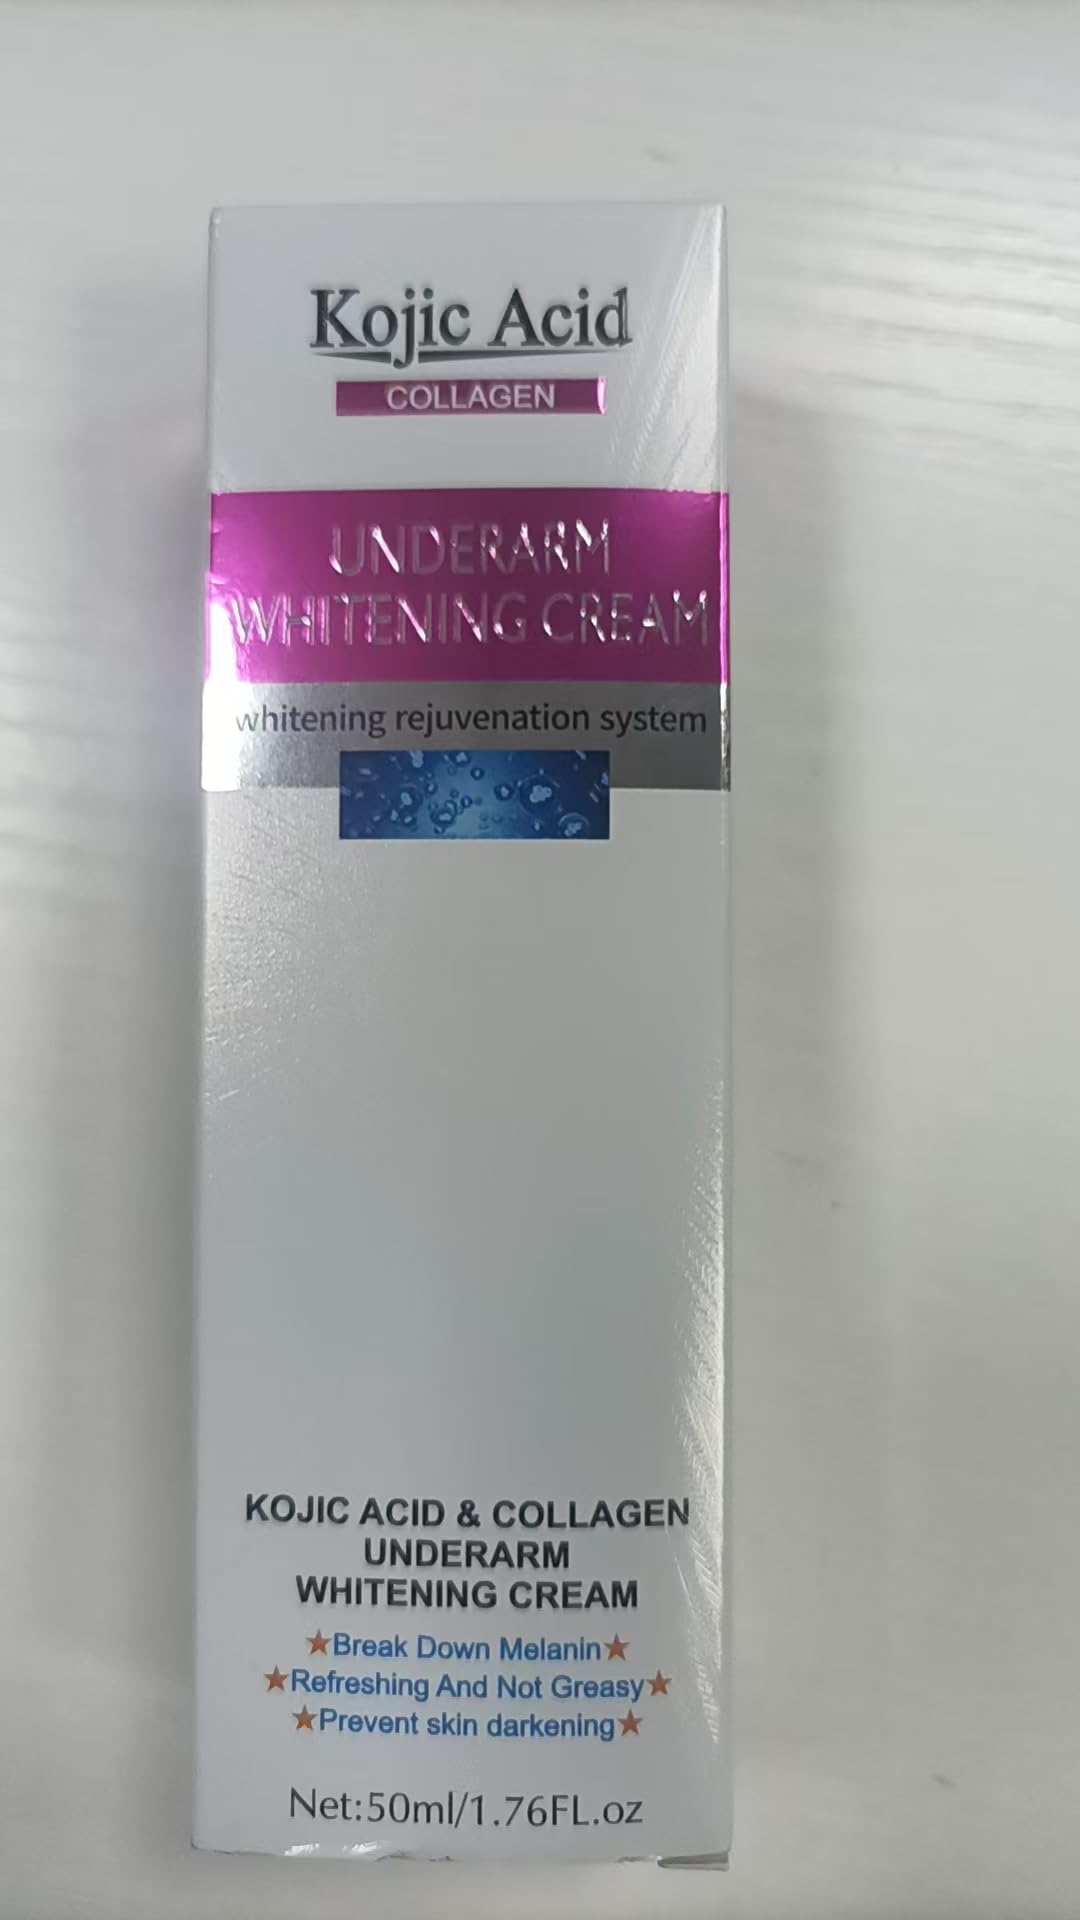 Kojic Acid
COLLAGEN
UNDERARM
WHITENING CREAM
whitening rejuvenation system
KOJIC ACID & COLLAGEN
UNDERARM
WHITENING CREAM
★Break Down Melanin★
★Refreshing And Not Greasy★
★Prevent skin darkening★
Net:50ml/1.76FL.oz